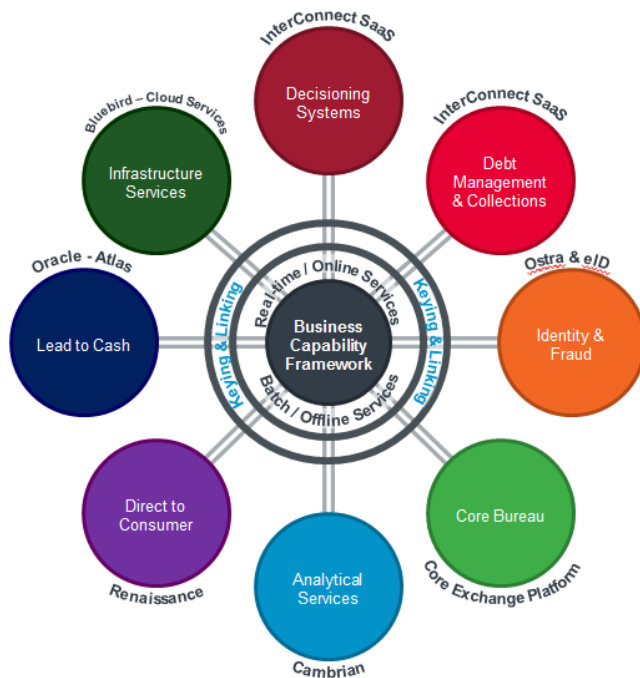 InterConnect SaaS
Decisioning
Systems
InterConnect SaaS
Debt
Management
& Collections
Ostra & eID
Identity &
Fraud
Core Bureau
Core Exchange Platform
Analytical
Services
Cambrian
Direct to
Consumer
Renaissance
Oracle - Atlas
Lead to Cash
Bluebird – Cloud Services
Infrastructure
Services
Keying & Linking
Real-time / Online Services
Business
Capability
Framework
Batch / Offline Services
Keying & Linking